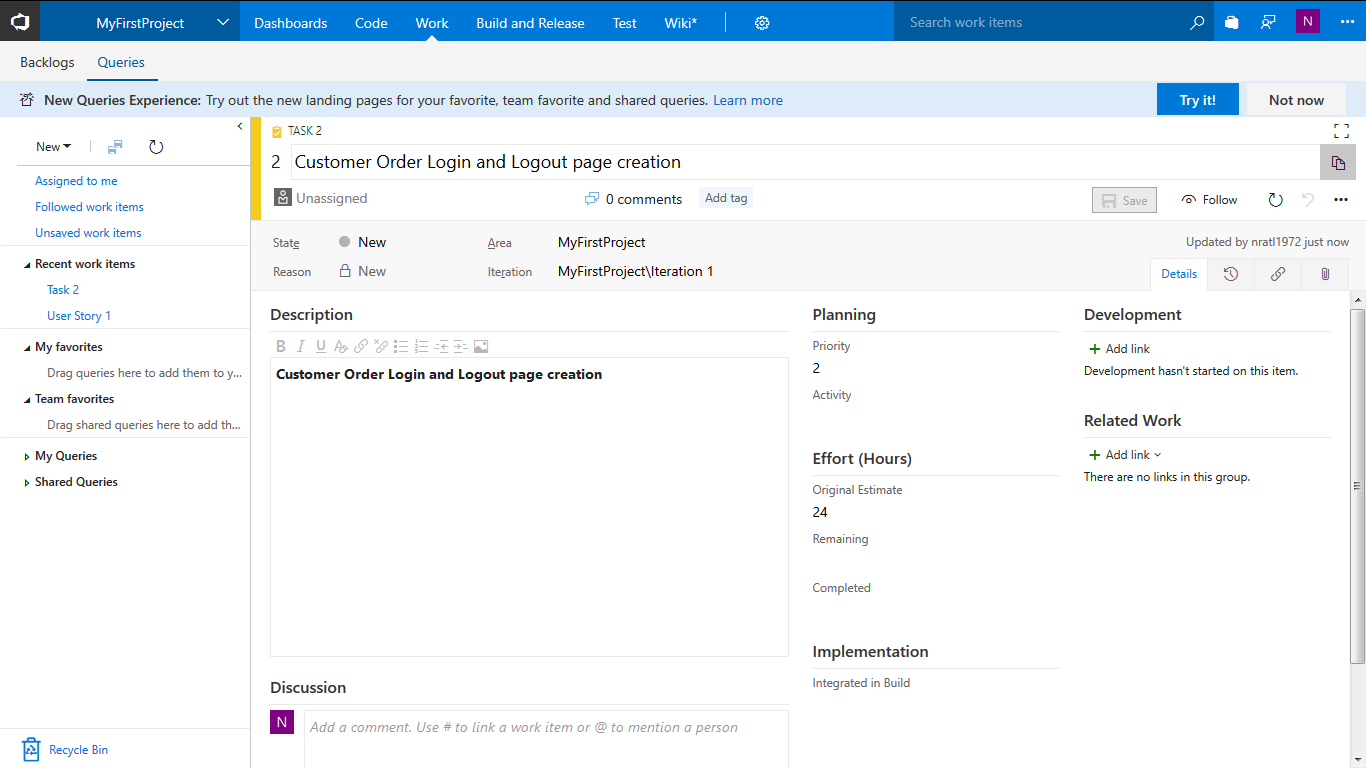 MyFirstProject Dashboards Code Work Build and Release Test Wiki* Search work items N
Backlogs Queries
New Queries Experience: Try out the new landing pages for your favorite, team favorite and shared queries. Learn more Try it! Not now
New
Assigned to me
Followed work items
Unsaved work items
Recent work items
Task 2
User Story 1
My favorites
Drag queries here to add them to y...
Team favorites
Drag shared queries here to add th...
My Queries
Shared Queries
Recycle Bin
TASK 2
2 Customer Order Login and Logout page creation
Unassigned 0 comments Add tag Save Follow
State New Area MyFirstProject Updated by nratl1972 just now
Reason New Iteration MyFirstProject\Iteration 1 Details
Description
B I U
Customer Order Login and Logout page creation
Discussion
N Add a comment. Use # to link a work item or @ to mention a person
Planning
Priority
2
Activity
Effort (Hours)
Original Estimate
24
Remaining
Completed
Implementation
Integrated in Build
Development
Add link
Development hasn't started on this item.
Related Work
Add link
There are no links in this group.